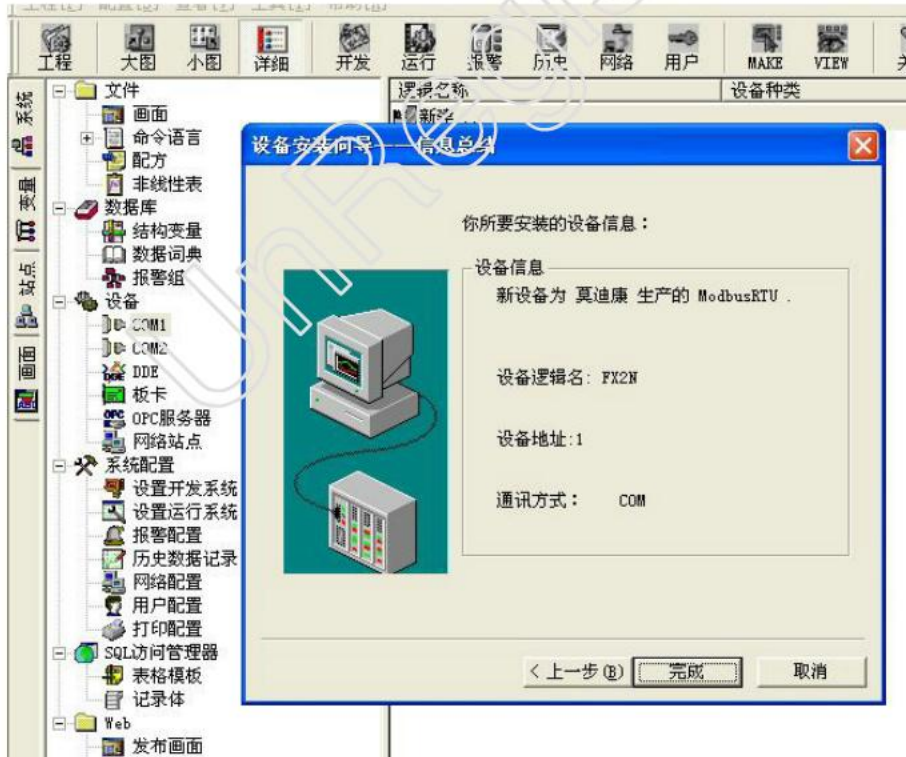 工程 大图 小图 详细 开发 运行 报警 历史 网络 用户 MAKE VIEW
系统
变量
站点
画面
文件
画面
命令语言
配方
非线性表
数据库
结构变量
数据词典
报警组
设备
COM1
COM2
DDE
板卡
OPC服务器
网络站点
系统配置
设置开发系统
设置运行系统
报警配置
历史数据记录
网络配置
用户配置
打印配置
SQL访问管理器
表格模板
记录体
Web
发布画面
逻辑名称 设备种类
新建...
设备安装向导——信息总结
你所要安装的设备信息：
设备信息
新设备为 莫迪康 生产的 ModbusRTU .
设备逻辑名: FX2N
设备地址:1
通讯方式： COM
< 上一步(B) 完成 取消
UnRegis